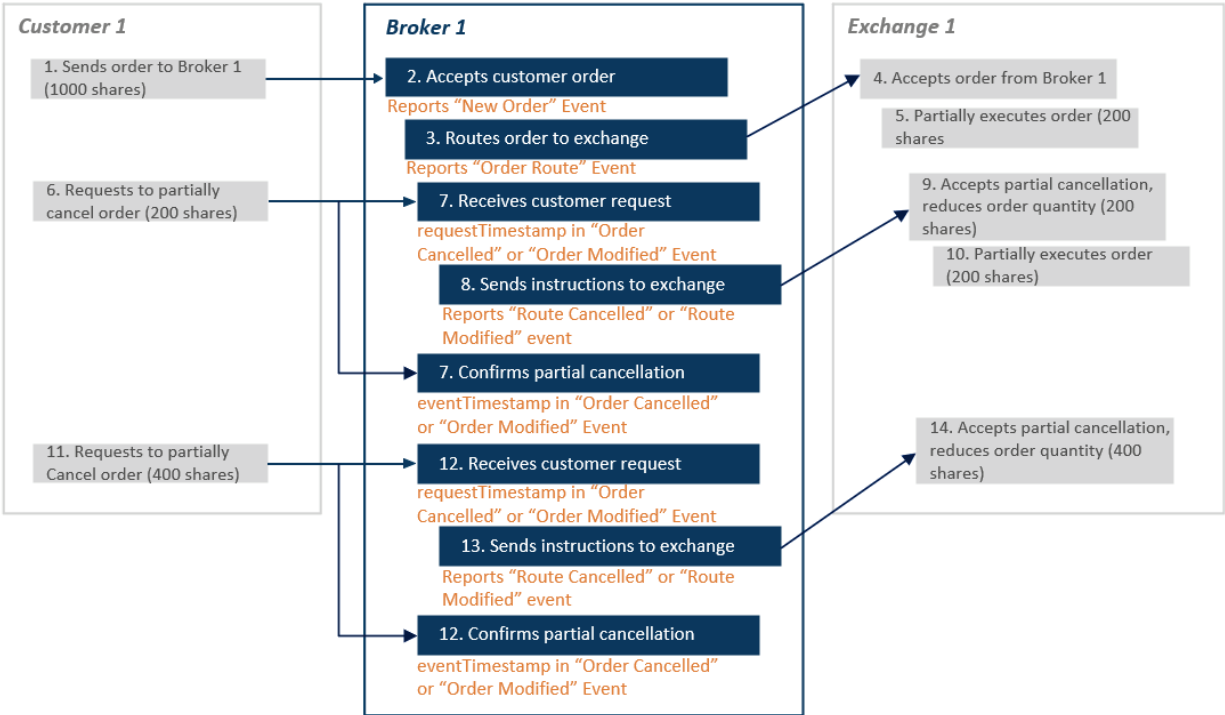 Customer 1
1. Sends order to Broker 1
(1000 shares)
6. Requests to partially
cancel order (200 shares)
11. Requests to partially
Cancel order (400 shares)
Broker 1
2. Accepts customer order
Reports “New Order” Event
3. Routes order to exchange
Reports “Order Route” Event
7. Receives customer request
requestTimestamp in “Order
Cancelled” or “Order Modified” Event
8. Sends instructions to exchange
Reports “Route Cancelled” or “Route
Modified” event
7. Confirms partial cancellation
eventTimestamp in “Order Cancelled”
or “Order Modified” Event
12. Receives customer request
requestTimestamp in “Order
Cancelled” or “Order Modified” Event
13. Sends instructions to exchange
Reports “Route Cancelled” or “Route
Modified” event
12. Confirms partial cancellation
eventTimestamp in “Order Cancelled”
or “Order Modified” Event
Exchange 1
4. Accepts order from Broker 1
5. Partially executes order (200
shares
9. Accepts partial cancellation,
reduces order quantity (200
shares)
10. Partially executes order
(200 shares)
14. Accepts partial cancellation,
reduces order quantity (400
shares)